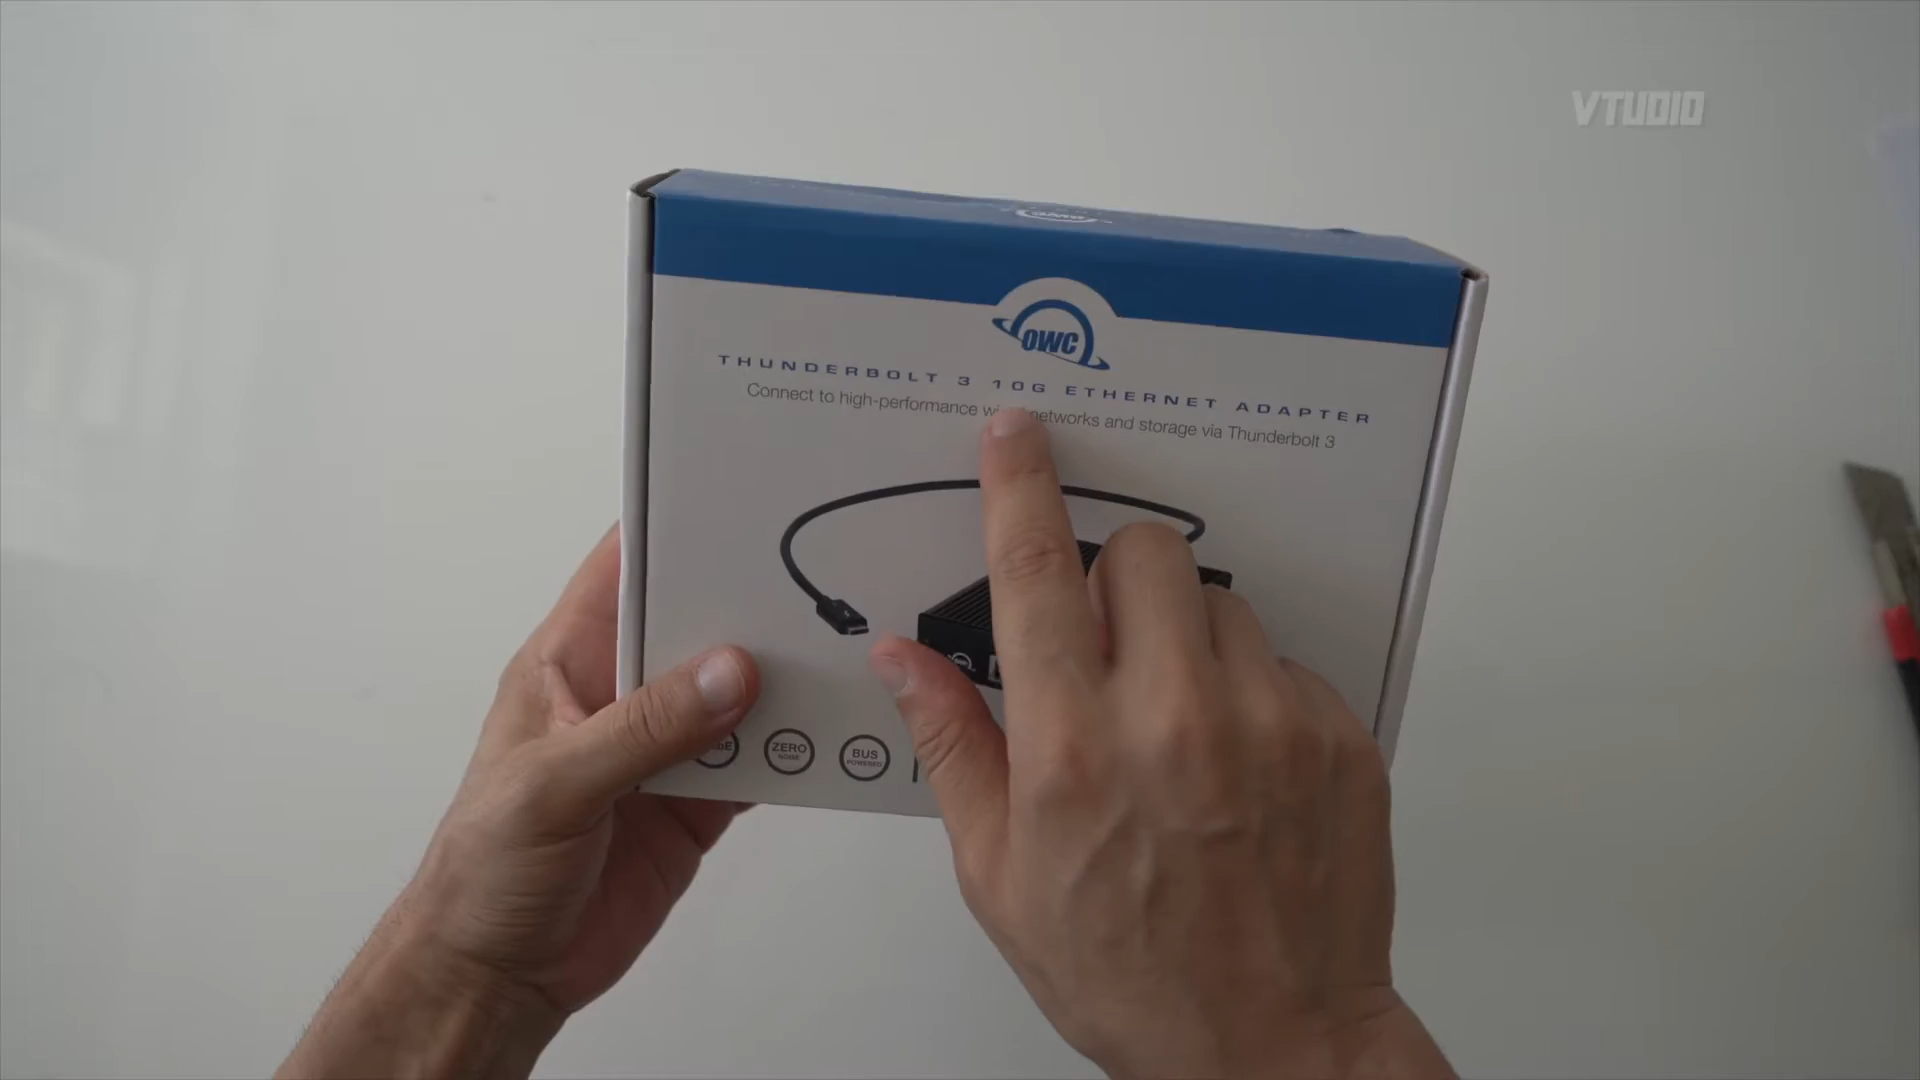 VTUDIO
OWC
THUNDERBOLT 3 10G ETHERNET ADAPTER
Connect to high-performance networks and storage via Thunderbolt 3
ZERO
NOISE
BUS
POWERED